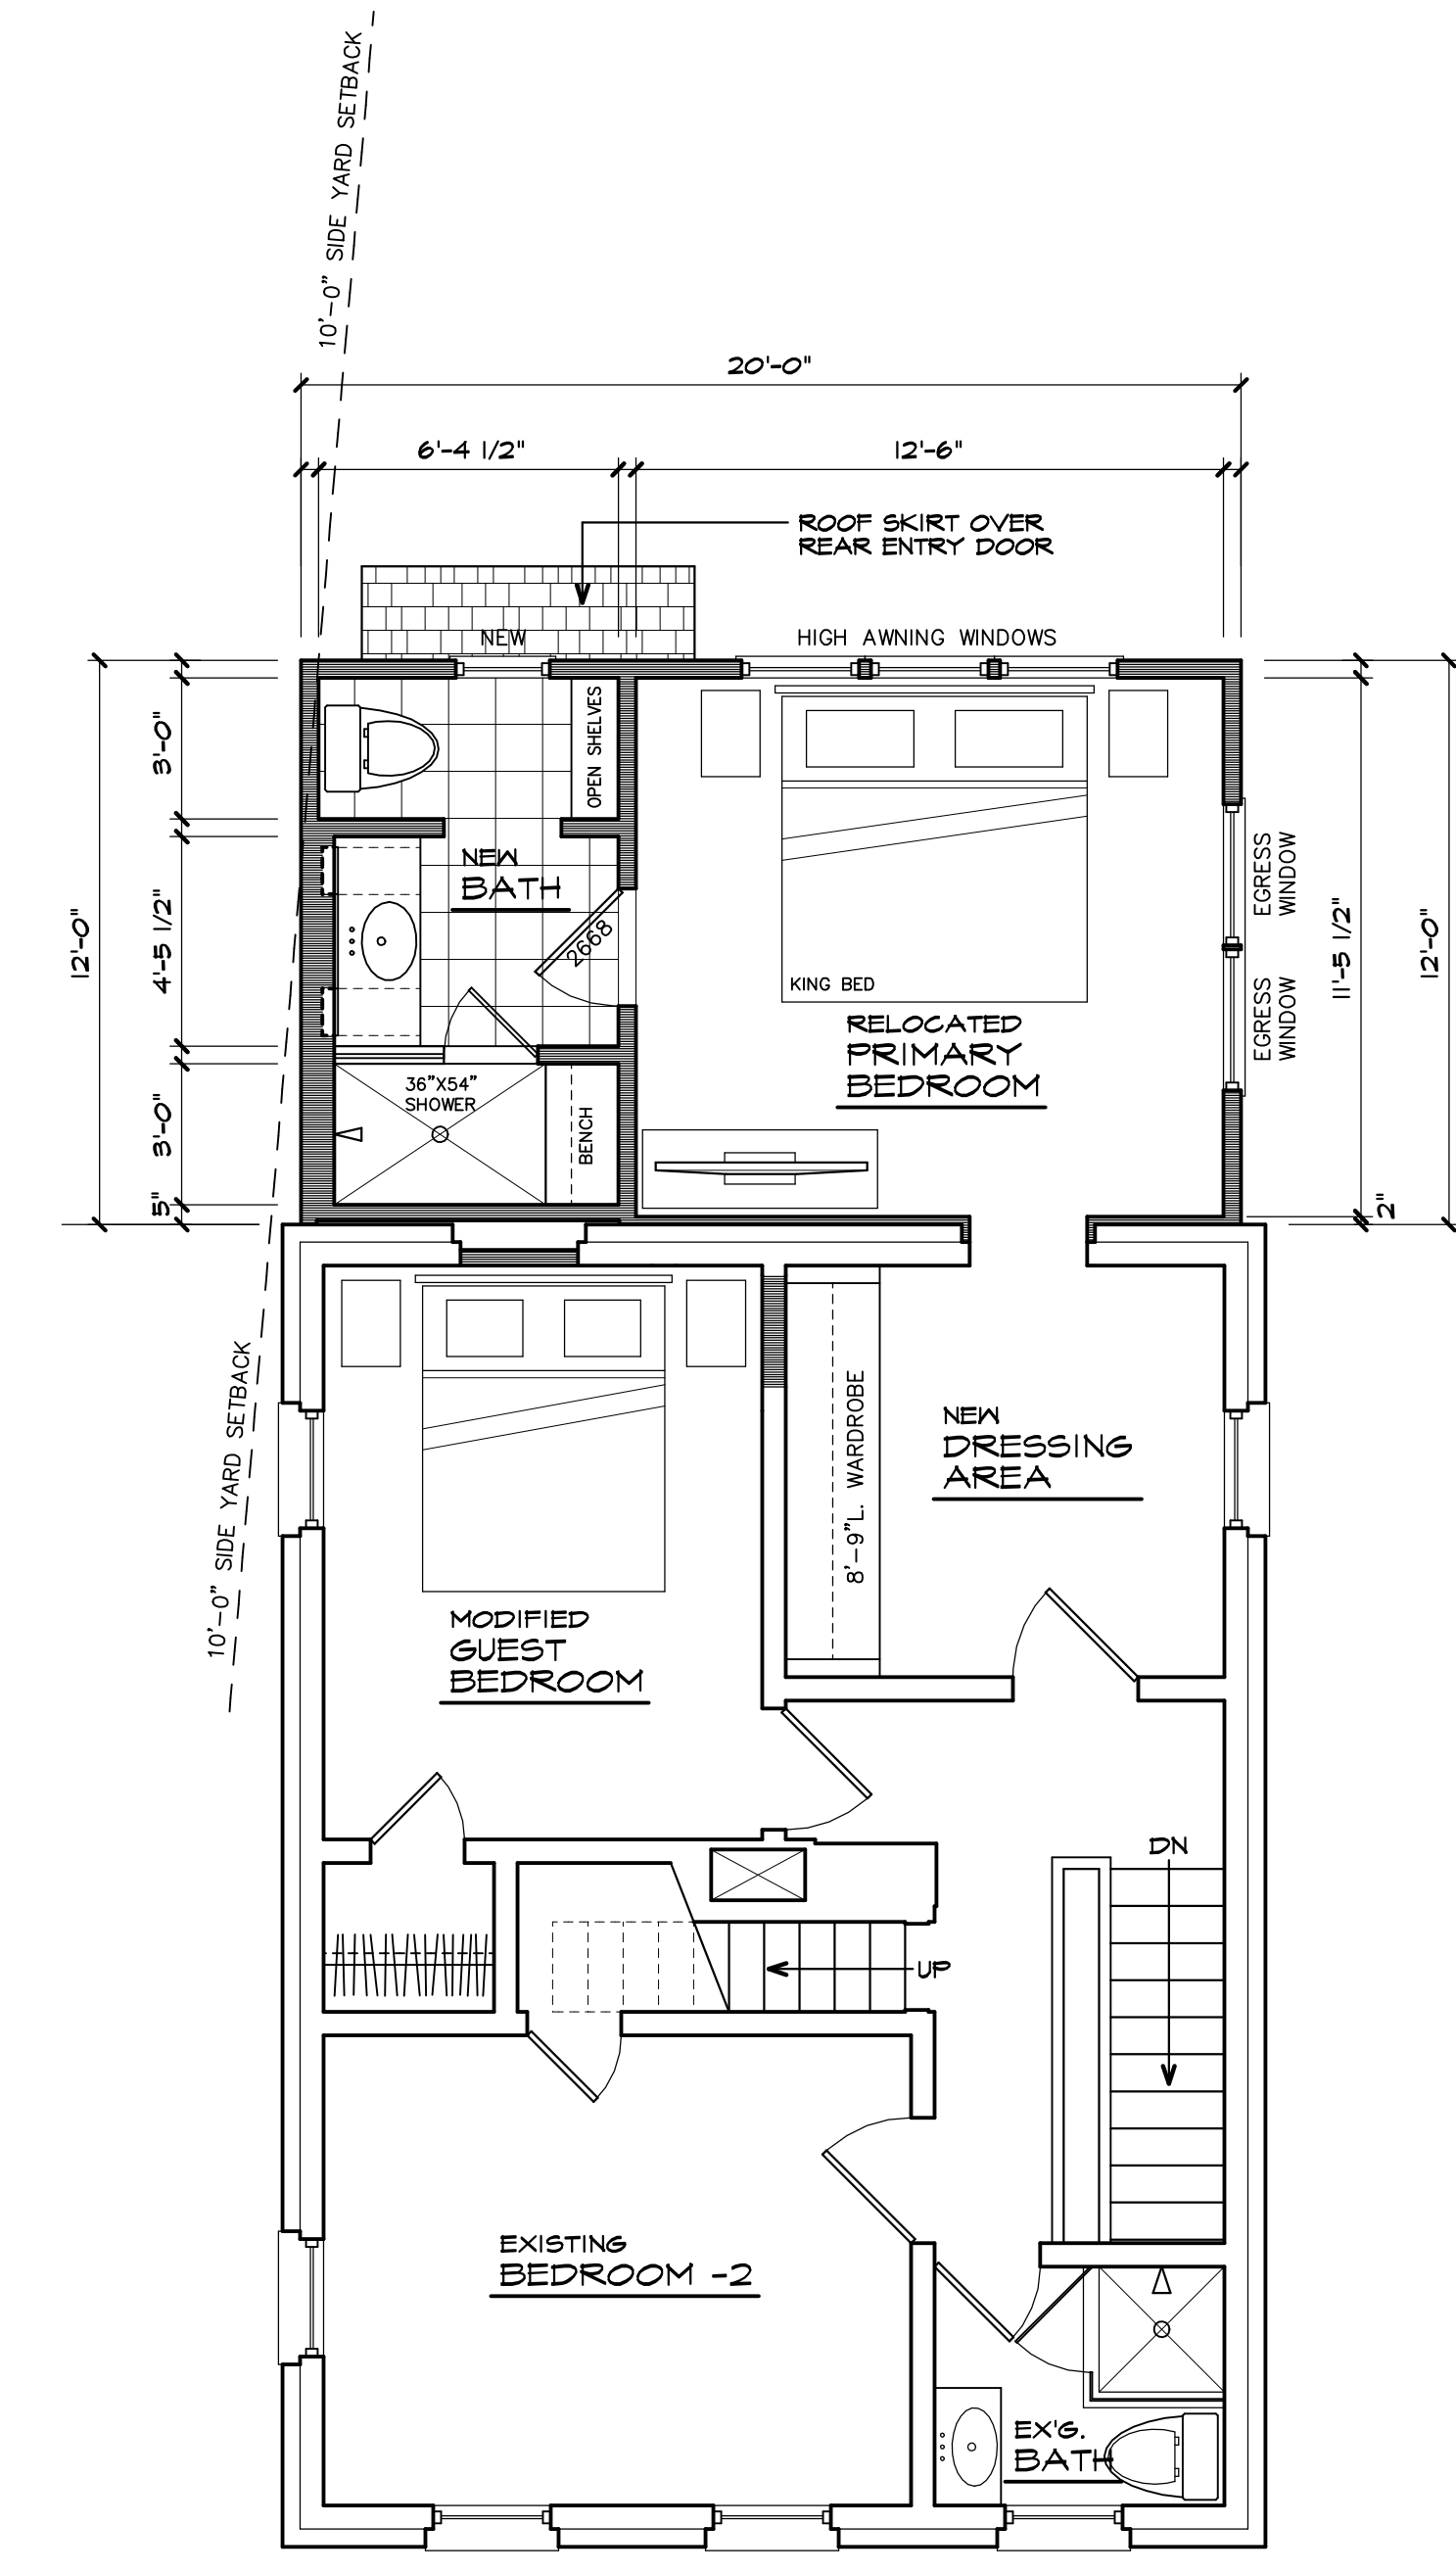 10'-0" SIDE YARD SETBACK
20'-0"
6'-4 1/2"
12'-6"
ROOF SKIRT OVER
REAR ENTRY DOOR
NEW
HIGH AWNING WINDOWS
3'-0"
OPEN SHELVES
12'-0"
4'-5 1/2"
NEW
BATH
2668
KING BED
EGRESS
WINDOW
EGRESS
WINDOW
11'-5 1/2"
12'-0"
RELOCATED
PRIMARY
BEDROOM
3'-0"
36"X54"
SHOWER
BENCH
5"
2"
10'-0" SIDE YARD SETBACK
8'-9"L. WARDROBE
NEW
DRESSING
AREA
MODIFIED
GUEST
BEDROOM
DN
UP
EXISTING
BEDROOM -2
EX'G.
BATH